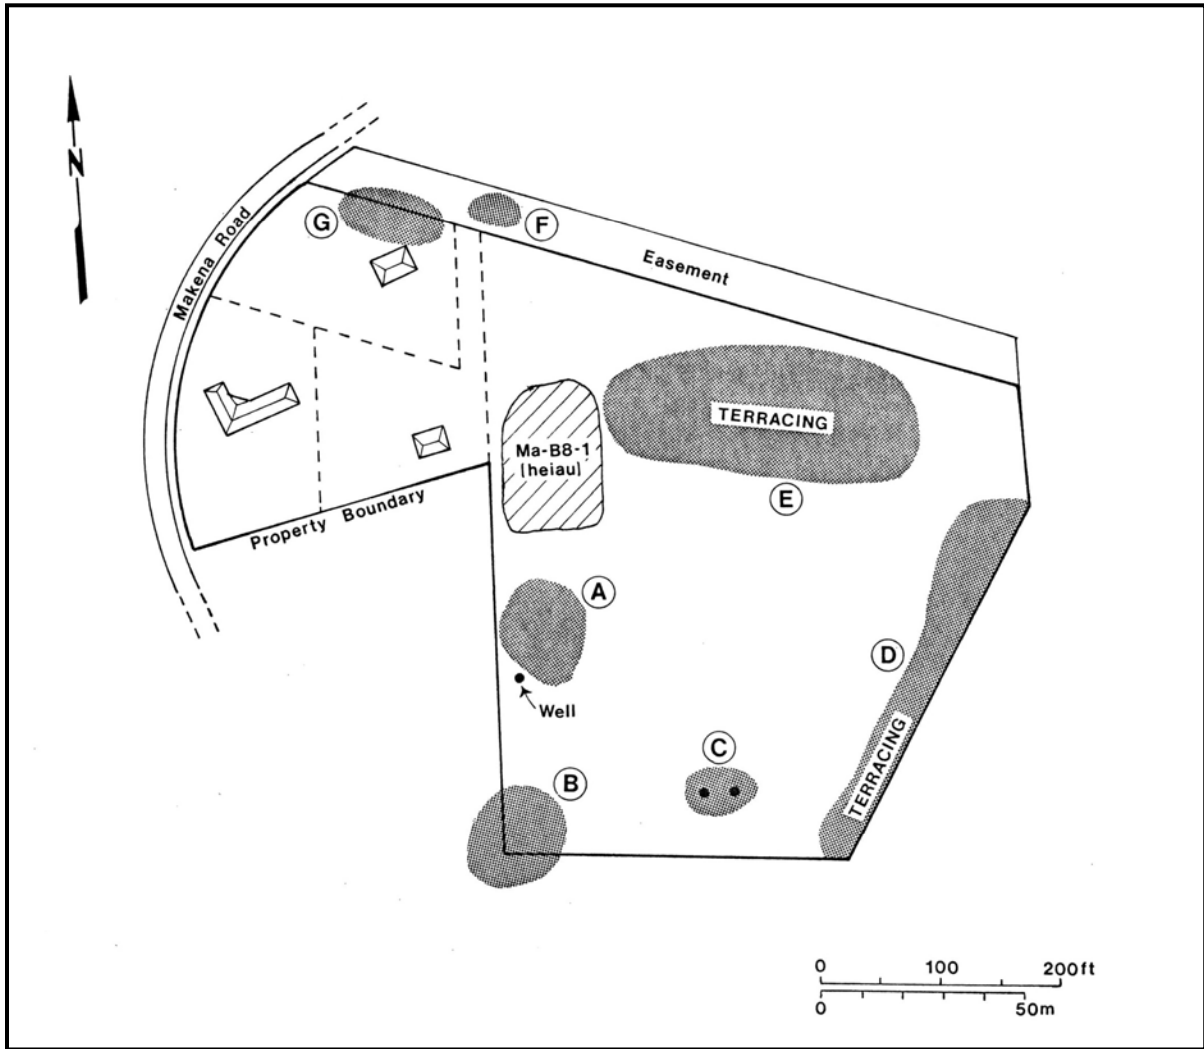 N
Makena Road
G
F
Easement
TERRACING
Ma-B8-1
(heiau)
E
Property Boundary
A
D
Well
C
B
TERRACING
0 100 200ft
0 50m